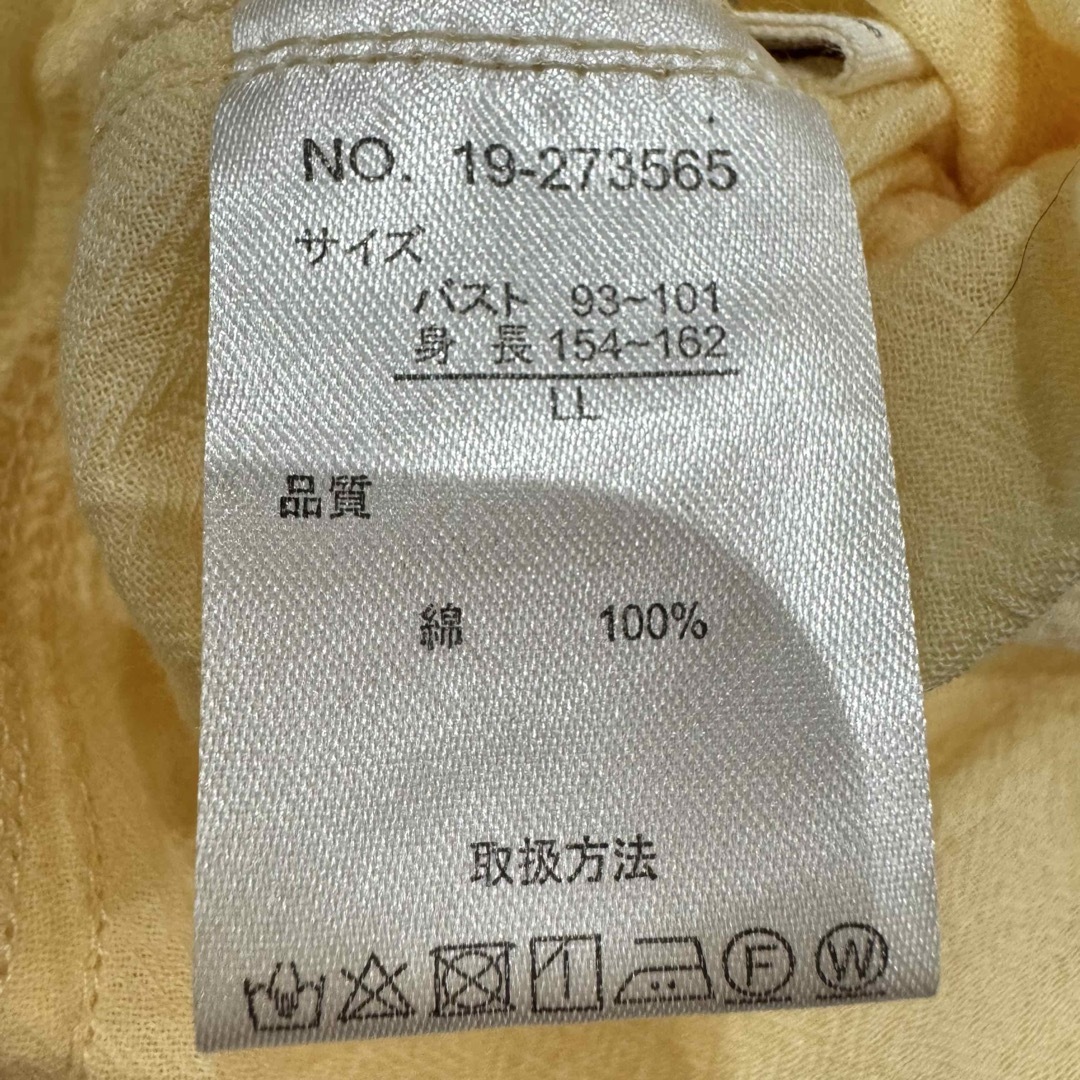 NO. 19-273565
サイズ
バスト 93~101
身長 154~162
LL
品質
綿 100%
取扱方法
F W